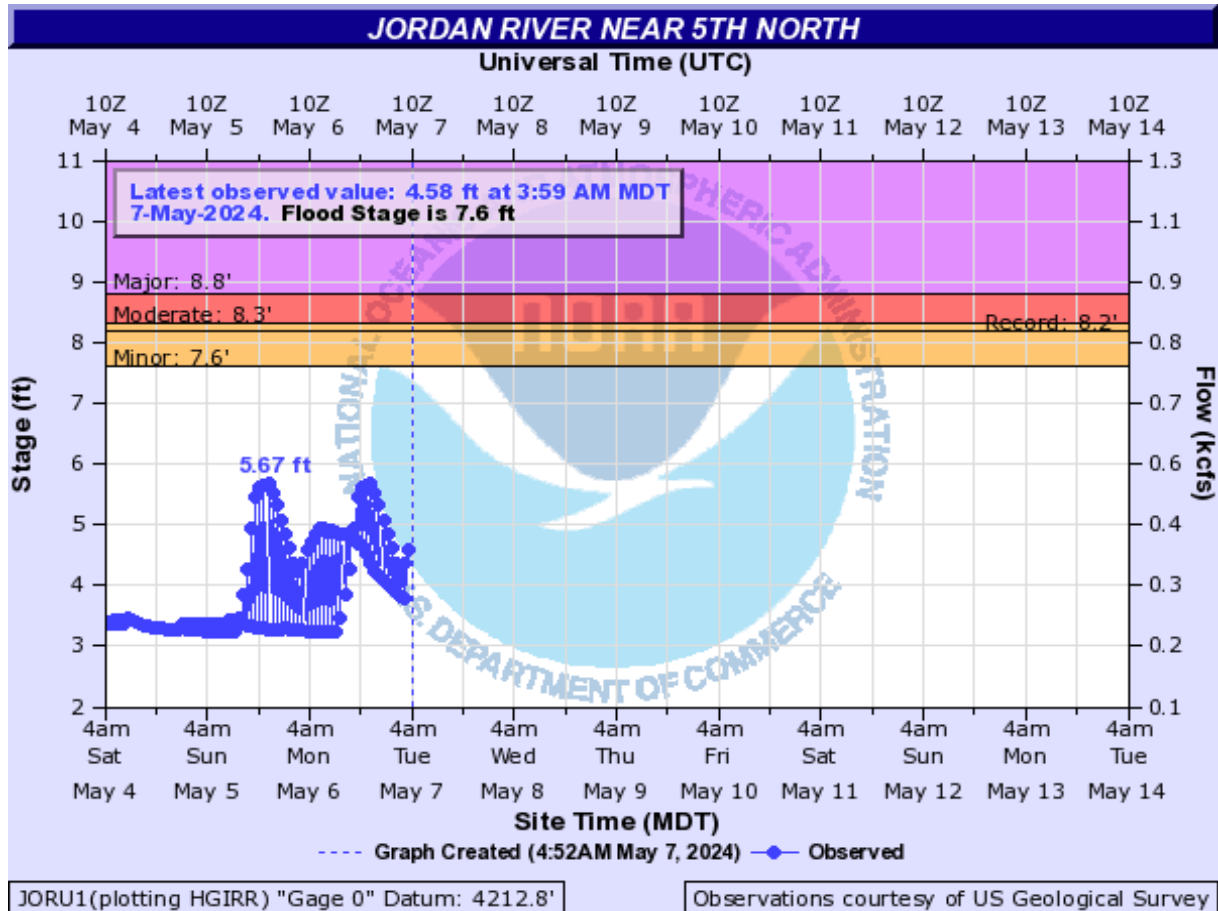 JORDAN RIVER NEAR 5TH NORTH
Universal Time (UTC)
10Z 10Z 10Z 10Z 10Z 10Z 10Z 10Z 10Z 10Z 10Z
May 4 May 5 May 6 May 7 May 8 May 9 May 10 May 11 May 12 May 13 May 14
Latest observed value: 4.58 ft at 3:59 AM MDT
7-May-2024. Flood Stage is 7.6 ft
Major: 8.8'
Moderate: 8.3'
Record: 8.2'
Minor: 7.6'
5.67 ft
11
10
9
8
7
6
5
4
3
2
Stage (ft)
1.3
1.1
0.9
0.8
0.7
0.6
0.4
0.3
0.2
0.1
Flow (kcfs)
NATIONAL OCEANIC AND ATMOSPHERIC ADMINISTRATION
NOAA
U.S. DEPARTMENT OF COMMERCE
4am 4am 4am 4am 4am 4am 4am 4am 4am 4am 4am
Sat Sun Mon Tue Wed Thu Fri Sat Sun Mon Tue
May 4 May 5 May 6 May 7 May 8 May 9 May 10 May 11 May 12 May 13 May 14
Site Time (MDT)
---- Graph Created (4:52AM May 7, 2024) Observed
JORU1(plotting HGIRR) "Gage 0" Datum: 4212.8'
Observations courtesy of US Geological Survey